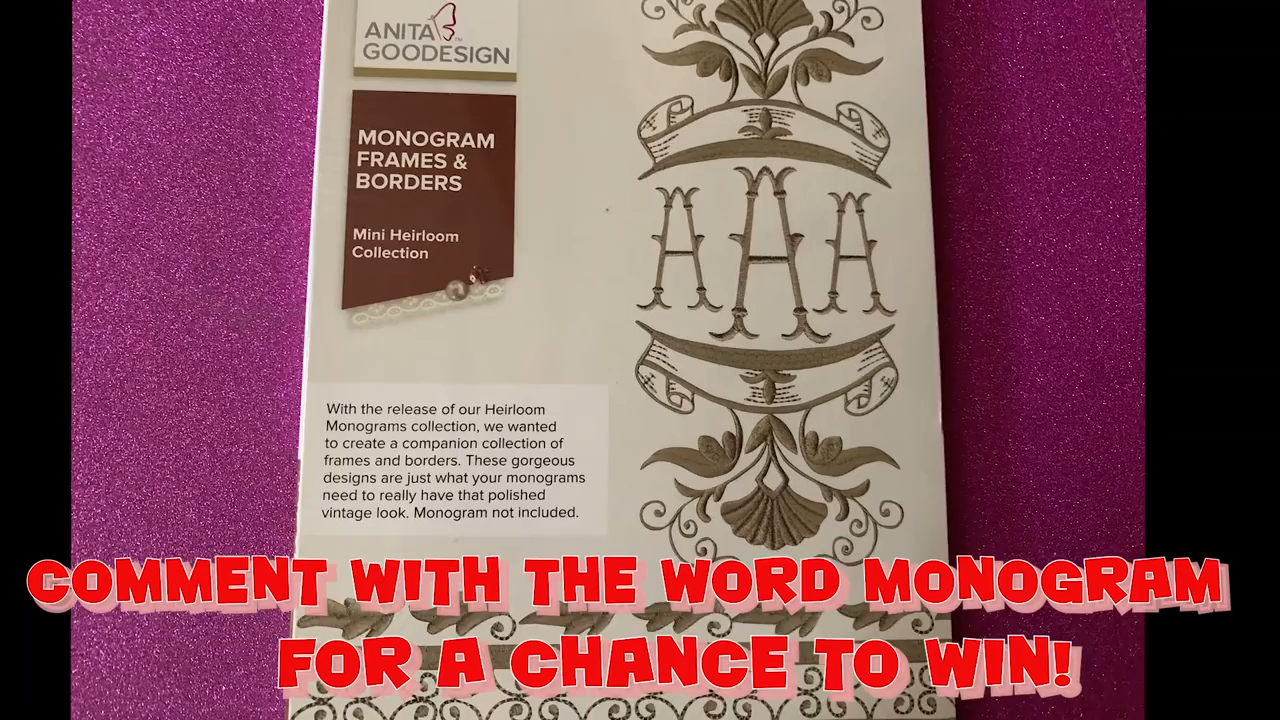 ANITA
GOODESIGN
MONOGRAM
FRAMES &
BORDERS
Mini Heirloom
Collection
A A A
With the release of our Heirloom
Monograms collection, we wanted
to create a companion collection of
frames and borders. These gorgeous
designs are just what your monograms
need to really have that polished
vintage look. Monogram not included.
COMMENT WITH THE WORD MONOGRAM
FOR A CHANCE TO WIN!